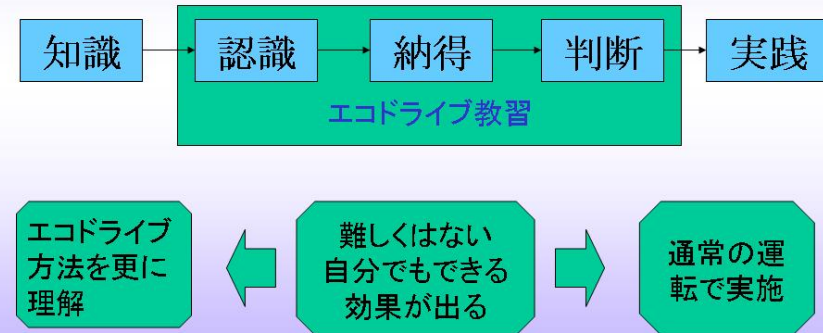 知識
認識
納得
判断
実践
エコドライブ教習
エコドライブ
方法を更に
理解
難しくはない
自分でもできる
効果が出る
通常の運
転で実施